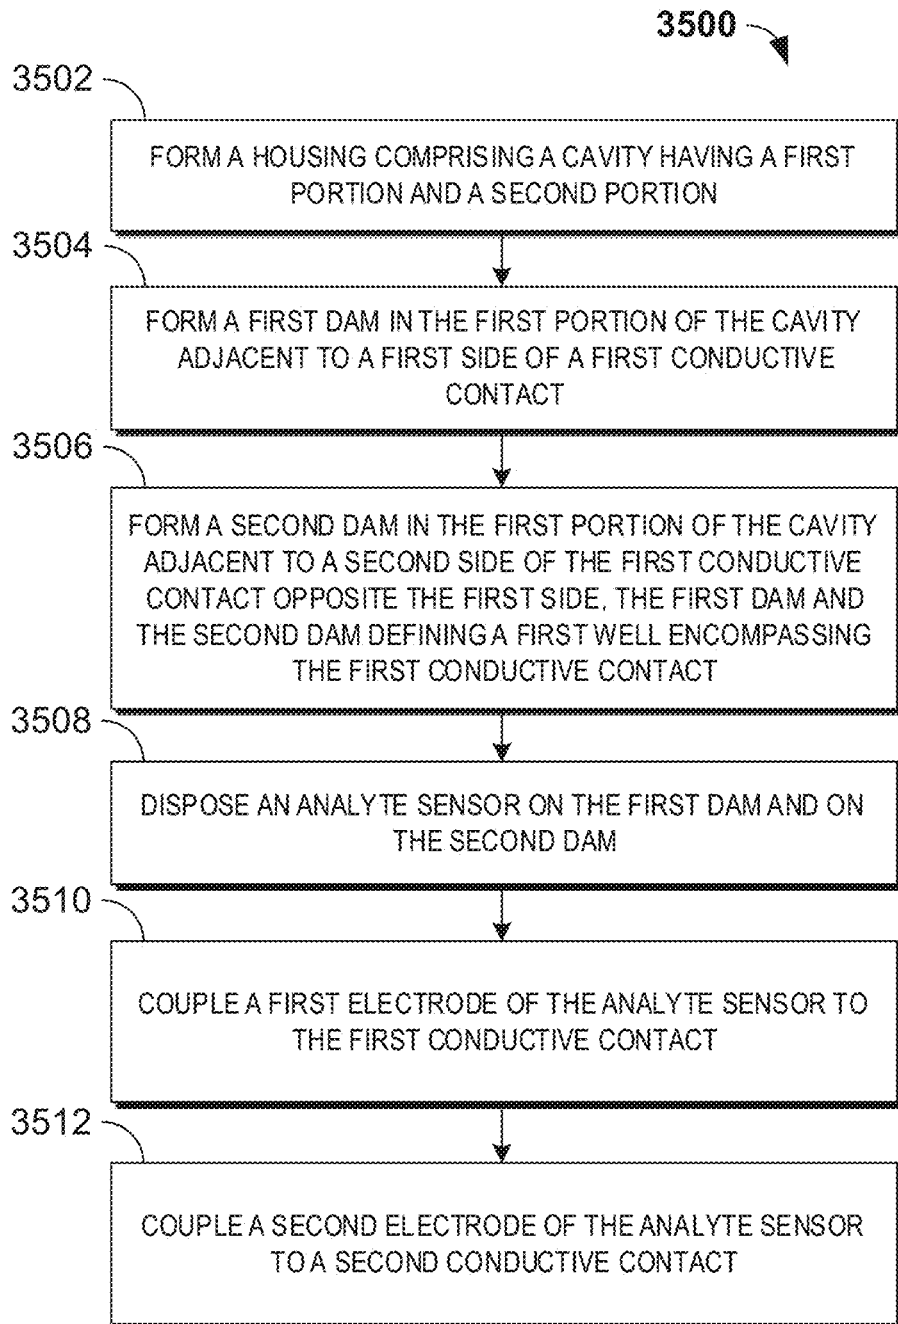 3500
3502
FORM A HOUSING COMPRISING A CAVITY HAVING A FIRST
PORTION AND A SECOND PORTION
3504
FORM A FIRST DAM IN THE FIRST PORTION OF THE CAVITY
ADJACENT TO A FIRST SIDE OF A FIRST CONDUCTIVE
CONTACT
3506
FORM A SECOND DAM IN THE FIRST PORTION OF THE CAVITY
ADJACENT TO A SECOND SIDE OF THE FIRST CONDUCTIVE
CONTACT OPPOSITE THE FIRST SIDE, THE FIRST DAM AND
THE SECOND DAM DEFINING A FIRST WELL ENCOMPASSING
THE FIRST CONDUCTIVE CONTACT
3508
DISPOSE AN ANALYTE SENSOR ON THE FIRST DAM AND ON
THE SECOND DAM
3510
COUPLE A FIRST ELECTRODE OF THE ANALYTE SENSOR TO
THE FIRST CONDUCTIVE CONTACT
3512
COUPLE A SECOND ELECTRODE OF THE ANALYTE SENSOR
TO A SECOND CONDUCTIVE CONTACT